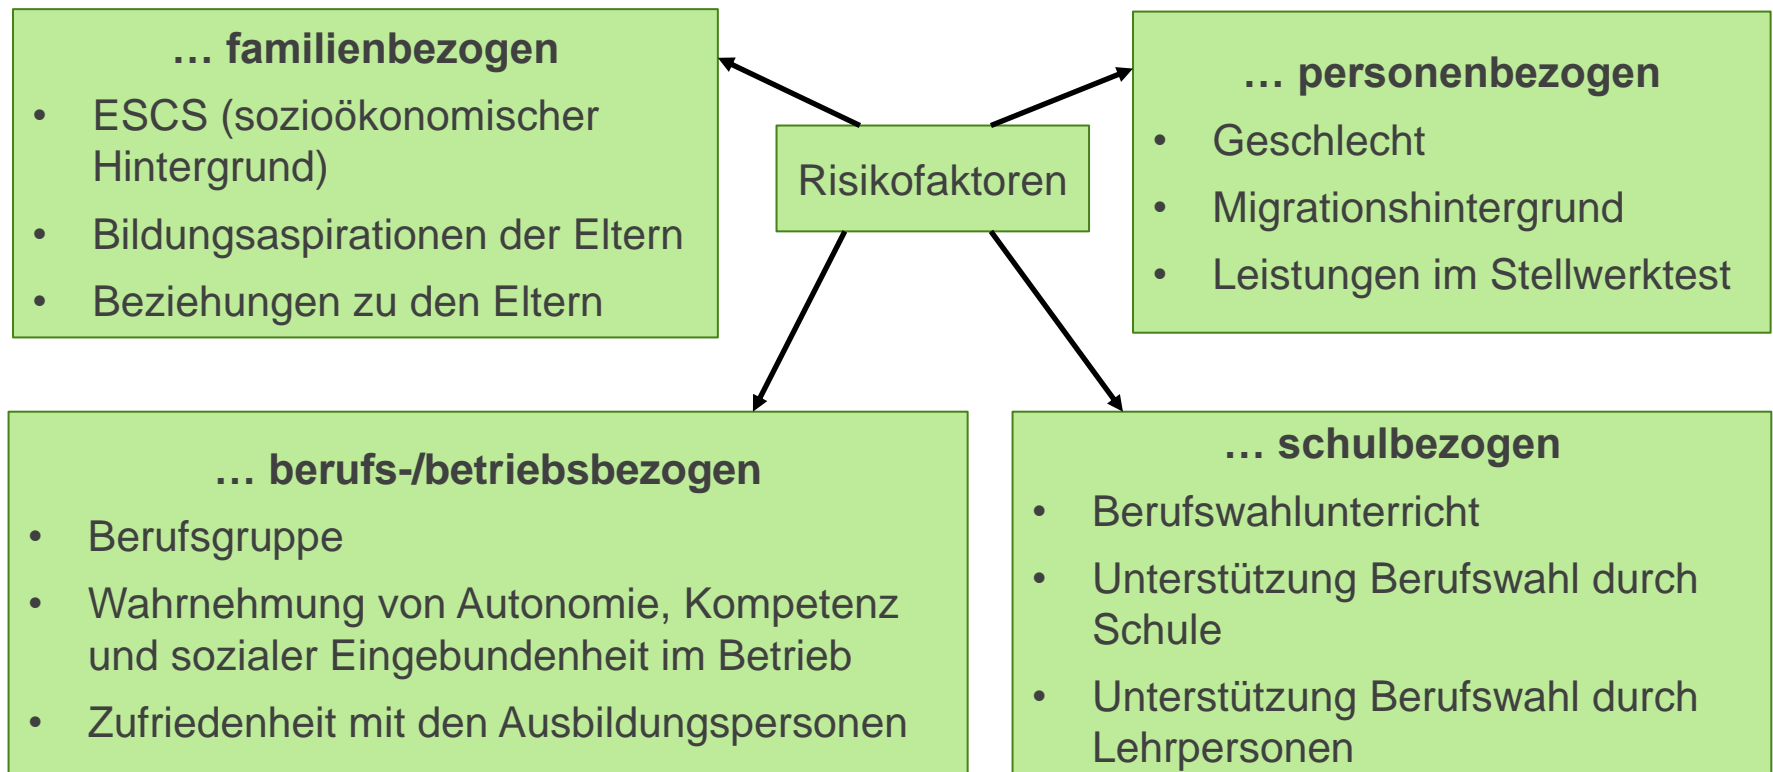 … familienbezogen
• ESCS (sozioökonomischer
Hintergrund)
• Bildungsaspirationen der Eltern
• Beziehungen zu den Eltern
Risikofaktoren
… personenbezogen
• Geschlecht
• Migrationshintergrund
• Leistungen im Stellwerktest
… berufs-/betriebsbezogen
• Berufsgruppe
• Wahrnehmung von Autonomie, Kompetenz
und sozialer Eingebundenheit im Betrieb
• Zufriedenheit mit den Ausbildungspersonen
… schulbezogen
• Berufswahlunterricht
• Unterstützung Berufswahl durch
Schule
• Unterstützung Berufswahl durch
Lehrpersonen